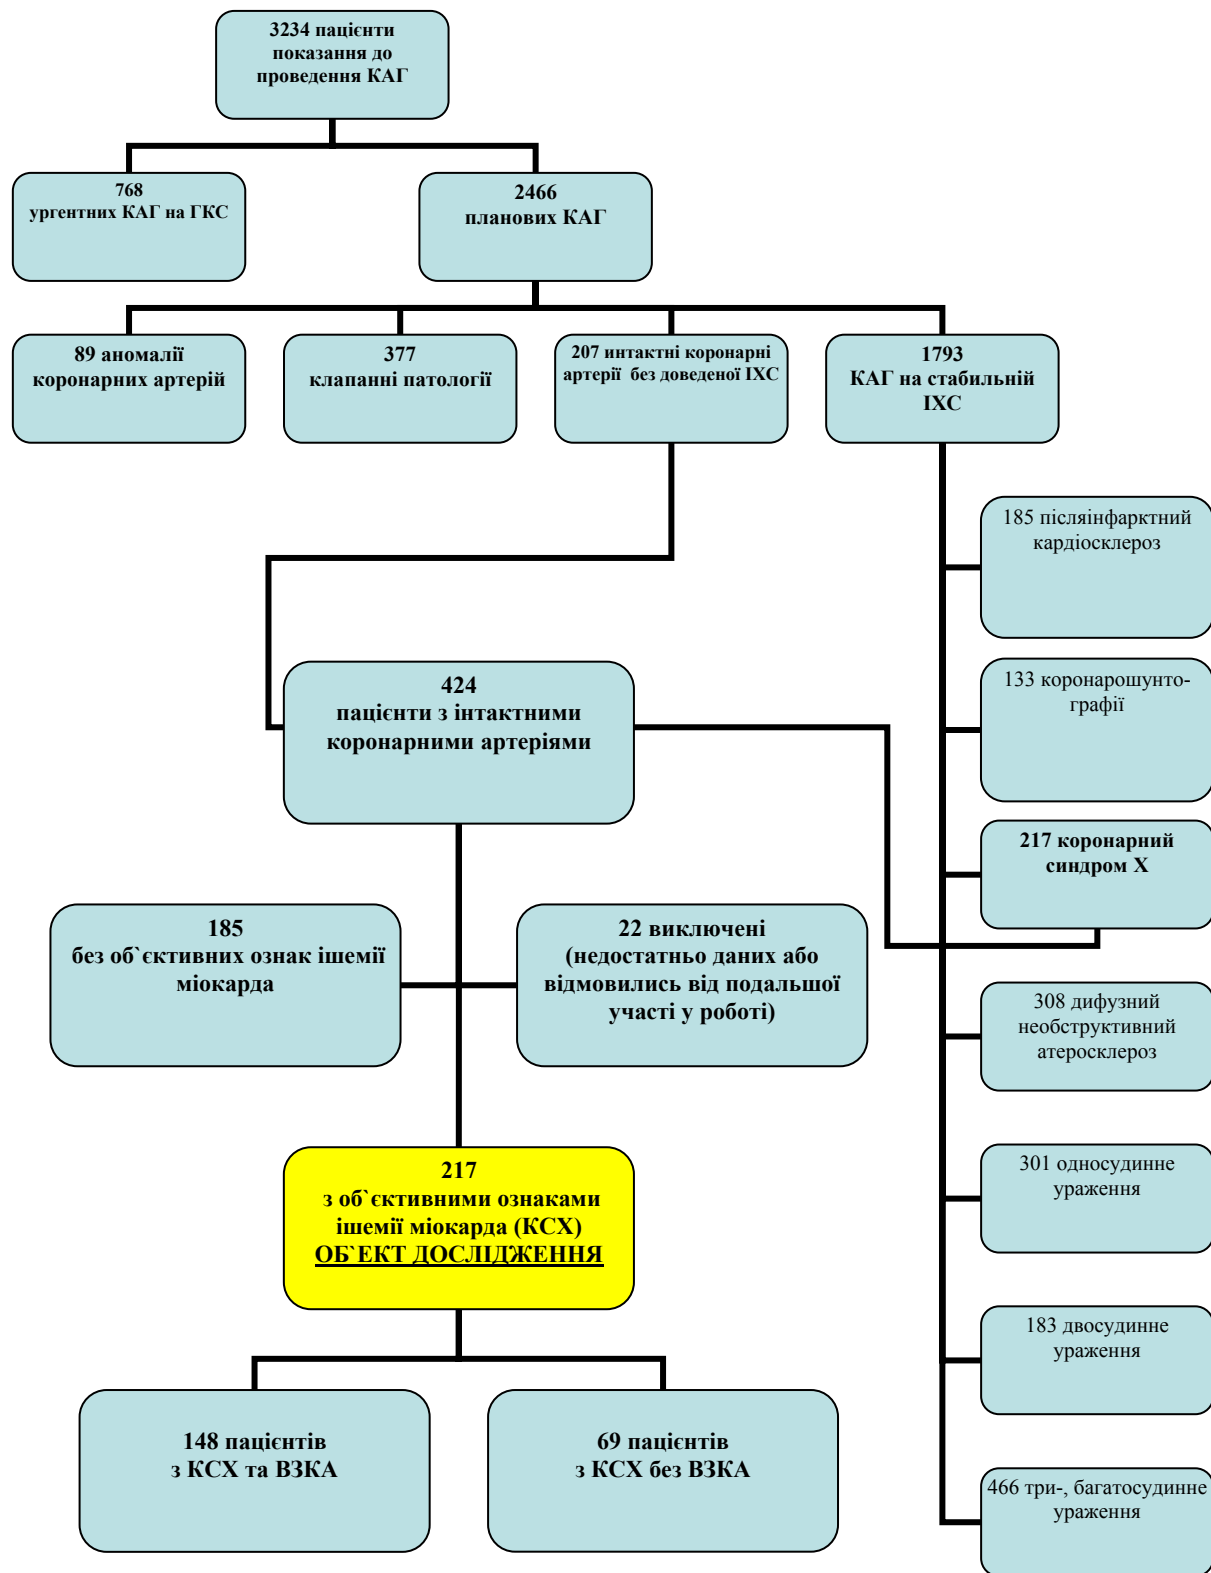 3234 пацієнти
показання до
проведення КАГ
768
ургентних КАГ на ГКС
2466
планових КАГ
89 аномалії
коронарних артерій
377
клапанні патології
207 интактні коронарні
артерії без доведеної ІХС
1793
КАГ на стабильній
ІХС
185 післяінфарктний
кардіосклероз
133 коронарошунто-
графії
424
пацієнти з інтактними
коронарними артеріями
217 коронарний
синдром Х
185
без об`єктивних ознак ішемії
міокарда
22 виключені
(недостатньо даних або
відмовились від подальшої
участі у роботі)
308 дифузний
необструктивний
атеросклероз
217
з об`єктивними ознаками
ішемії міокарда (КСХ)
ОБ`ЕКТ ДОСЛІДЖЕННЯ
301 односудинне
ураження
183 двосудинне
ураження
148 пацієнтів
з КСХ та ВЗКА
69 пацієнтів
з КСХ без ВЗКА
466 три-, багатосудинне
ураження